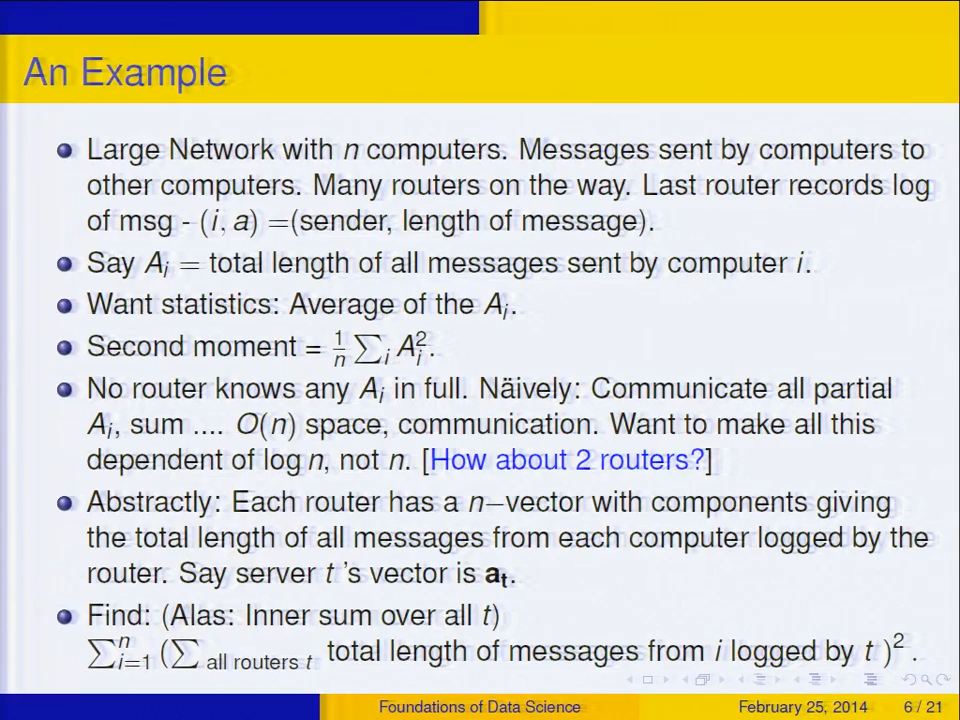 An Example
Large Network with n computers. Messages sent by computers to
other computers. Many routers on the way. Last router records log
of msg - (i, a) =(sender, length of message).
Say A_i = total length of all messages sent by computer i.
Want statistics: Average of the A_i.
Second moment = 1/n ∑_i A_i^2.
No router knows any A_i in full. Näively: Communicate all partial
A_i, sum .... O(n) space, communication. Want to make all this
dependent of log n, not n. [How about 2 routers?]
Abstractly: Each router has a n−vector with components giving
the total length of all messages from each computer logged by the
router. Say server t 's vector is a_t.
Find: (Alas: Inner sum over all t)
∑_{i=1}^n (∑_{all routers t} total length of messages from i logged by t )^2 .
Foundations of Data Science February 25, 2014 6 / 21